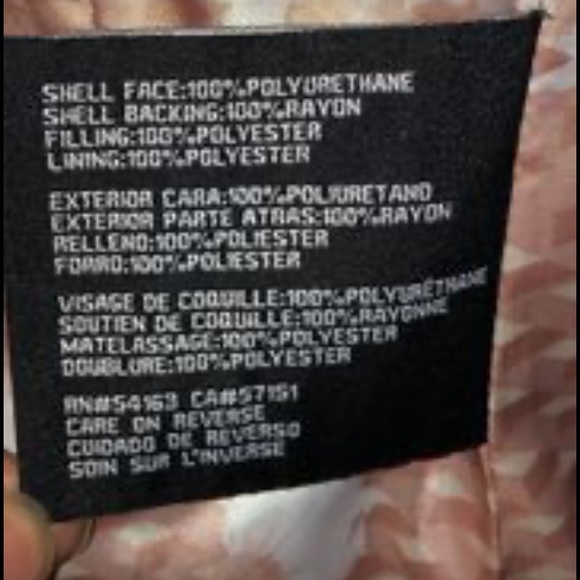 SHELL FACE:100%POLYURETHANE
SHELL BACKING:100%RAYON
FILLING:100%POLYESTER
LINING:100%POLYESTER
EXTERIOR CARA:100%POLIURETANO
EXTERIOR PARTE ATRAS:100%RAYON
RELLENO:100%POLIESTER
FORRO:100%POLIESTER
VISAGE DE COQUILLE:100%POLYURÉTHANE
SOUTIEN DE COQUILLE:100%RAYONNE
MATELASSAGE:100%POLYESTER
DOUBLURE:100%POLYESTER
RN#54163 CA#57151
CARE ON REVERSE
CUIDADO DE REVERSO
SOIN SUR L'INVERSE